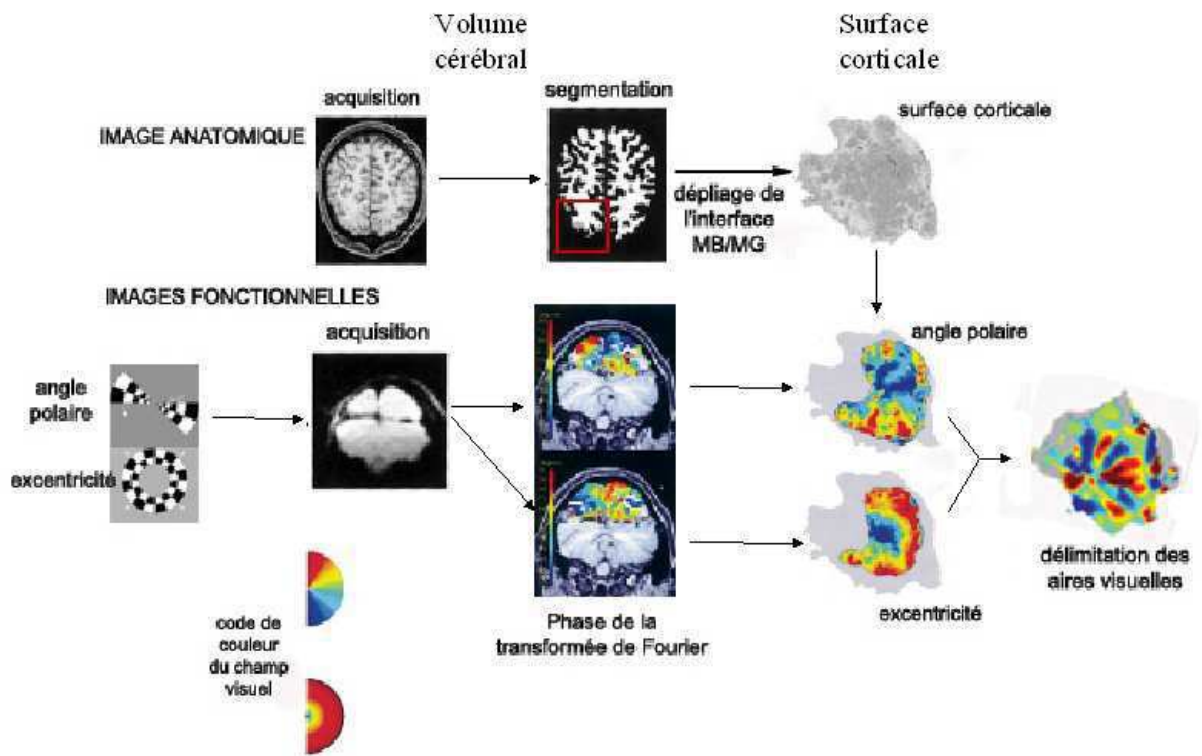 Volume
cérébral
Surface
corticale
acquisition
segmentation
surface corticale
IMAGE ANATOMIQUE
dépliage de
l'interface
MB/MG
IMAGES FONCTIONNELLES
acquisition
angle polaire
angle
polaire
excentricité
délimitation des
aires visuelles
excentricité
Phase de la
transformée de Fourier
code de
couleur
du champ
visuel